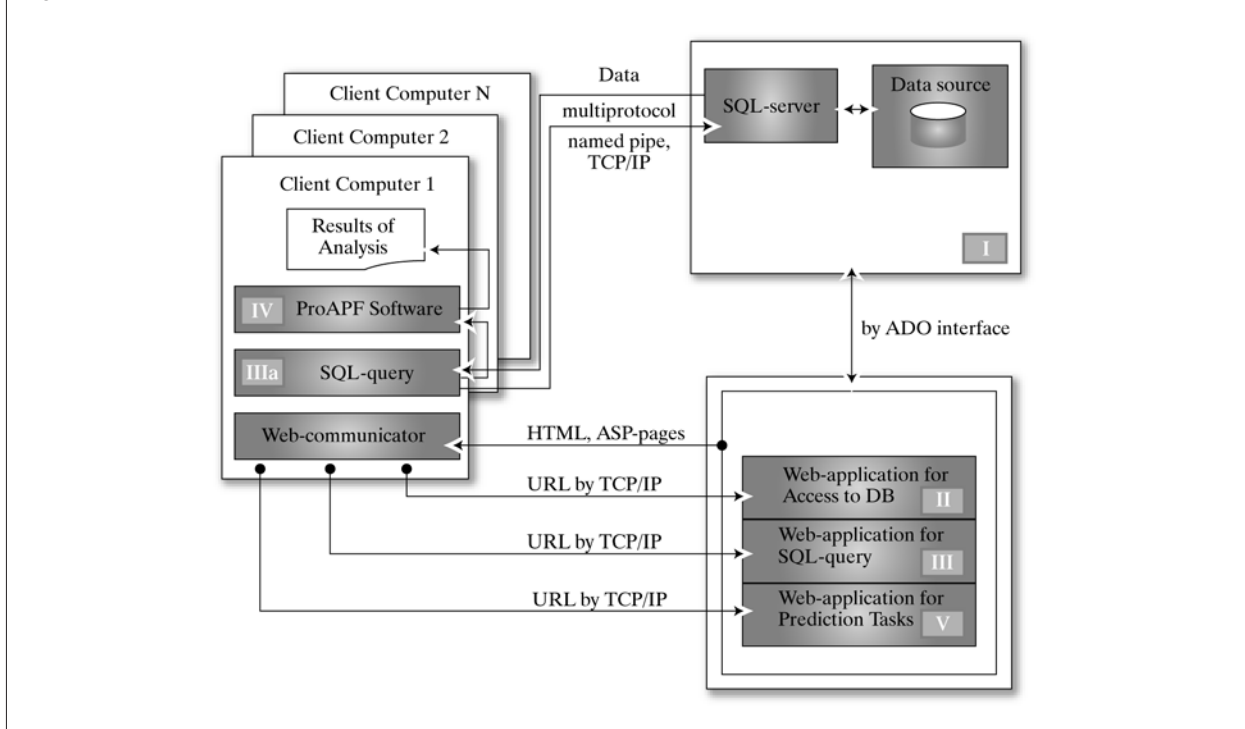 Client Computer N
Client Computer 2
Client Computer 1
Results of
Analysis
IV
ProAPF Software
IIIa
SQL-query
Web-communicator
Data
multiprotocol
named pipe,
TCP/IP
SQL-server
Data source
I
by ADO interface
HTML, ASP-pages
URL by TCP/IP
URL by TCP/IP
URL by TCP/IP
Web-application for
Access to DB
II
Web-application for
SQL-query
III
Web-application for
Prediction Tasks
V